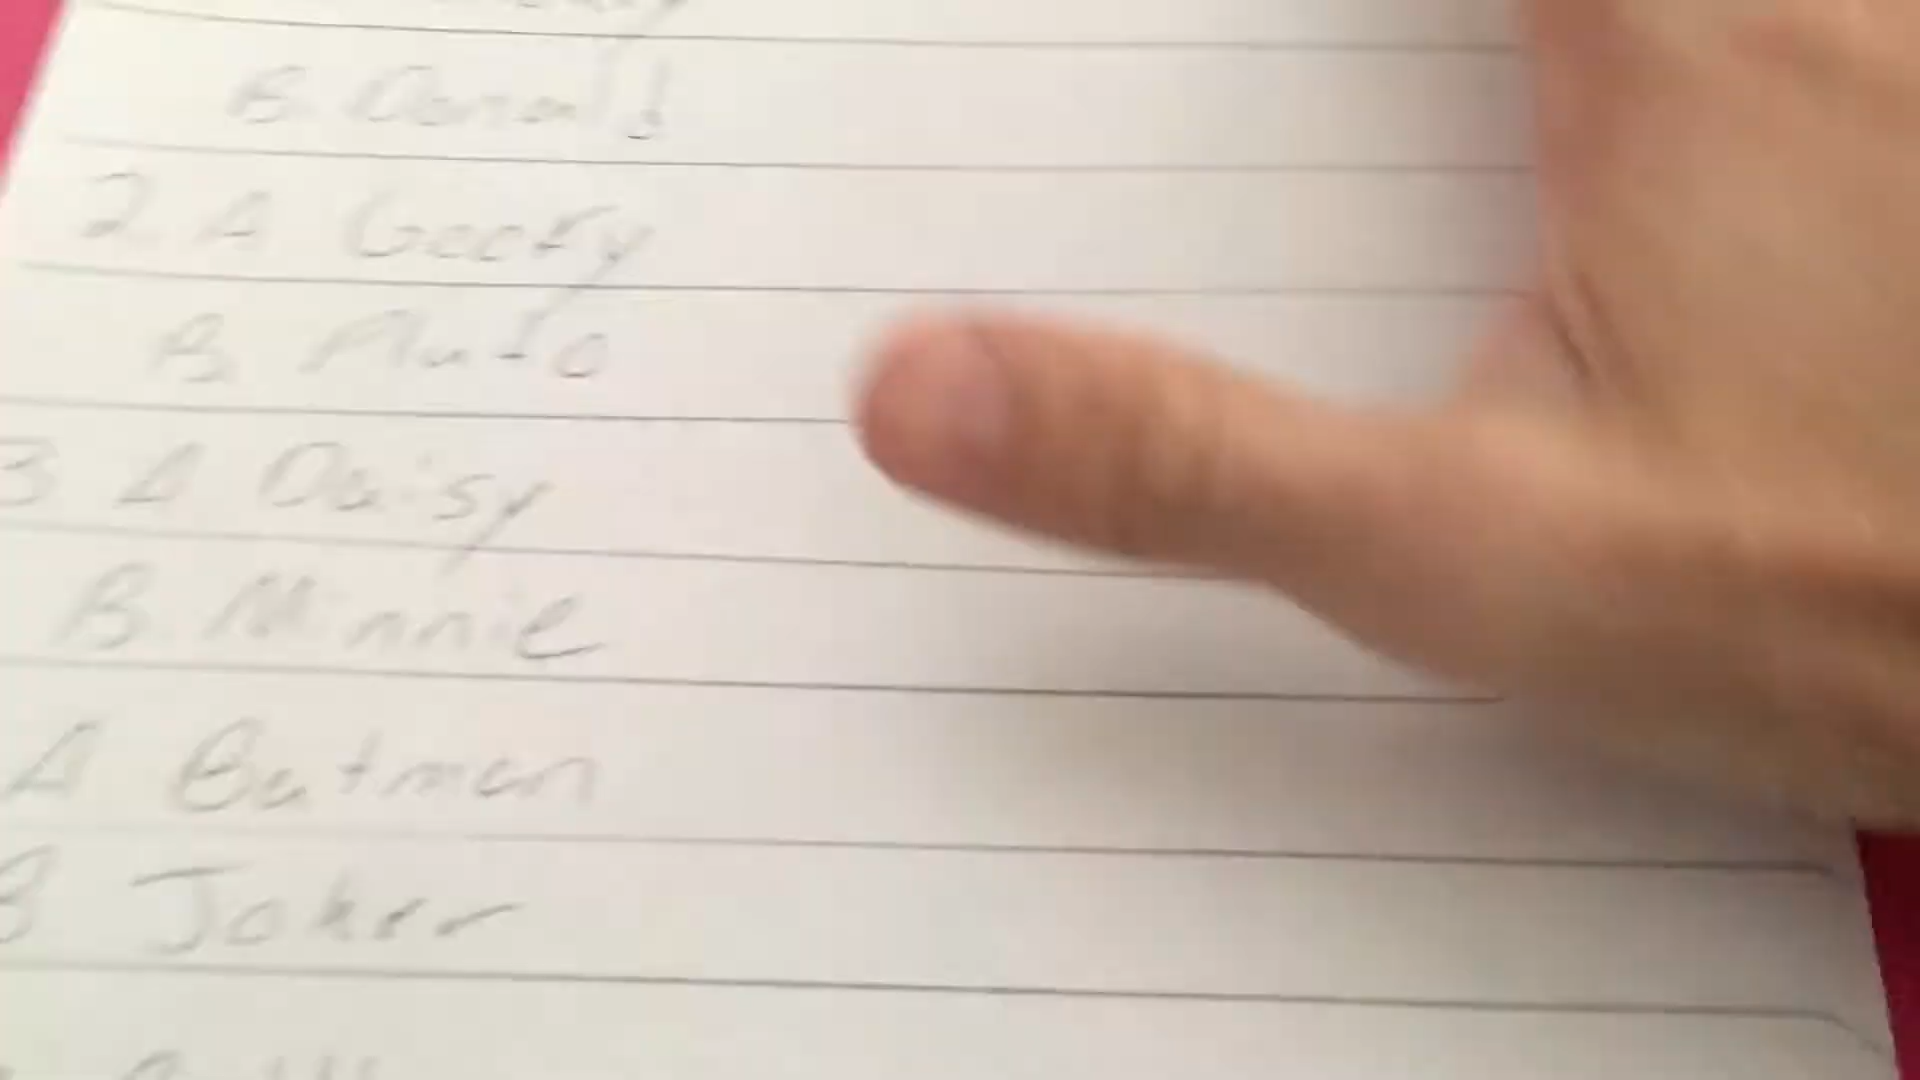 B. Donald
2. A Goofy
B. Pluto
3 A Daisy
B. Minnie
A Batman
B Joker